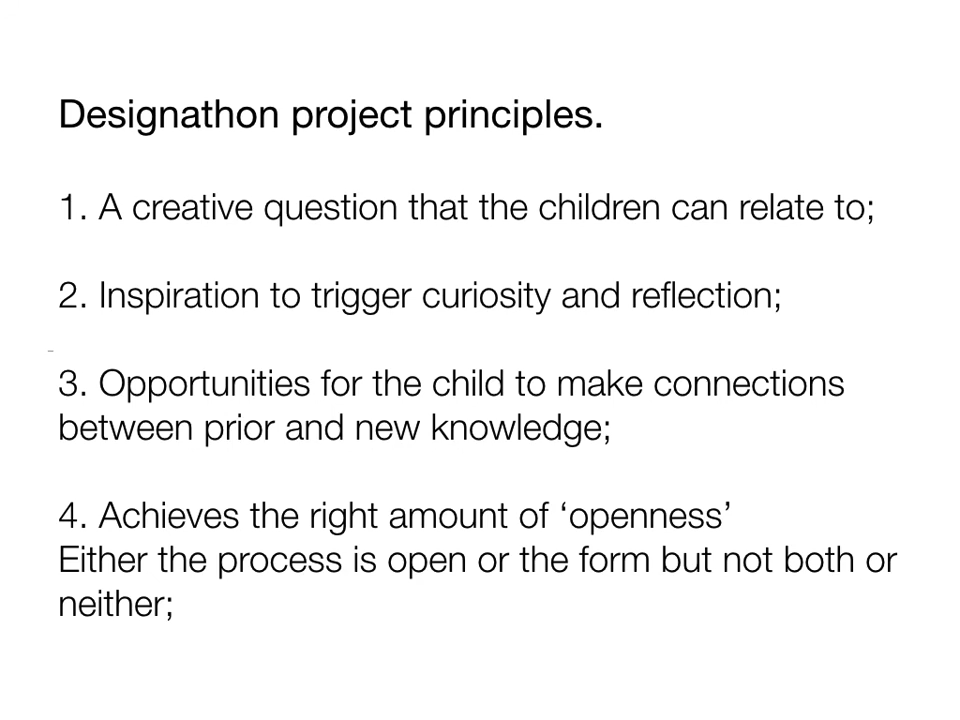 Designathon project principles.
1. A creative question that the children can relate to;
2. Inspiration to trigger curiosity and reflection;
3. Opportunities for the child to make connections
between prior and new knowledge;
4. Achieves the right amount of ‘openness’
Either the process is open or the form but not both or
neither;